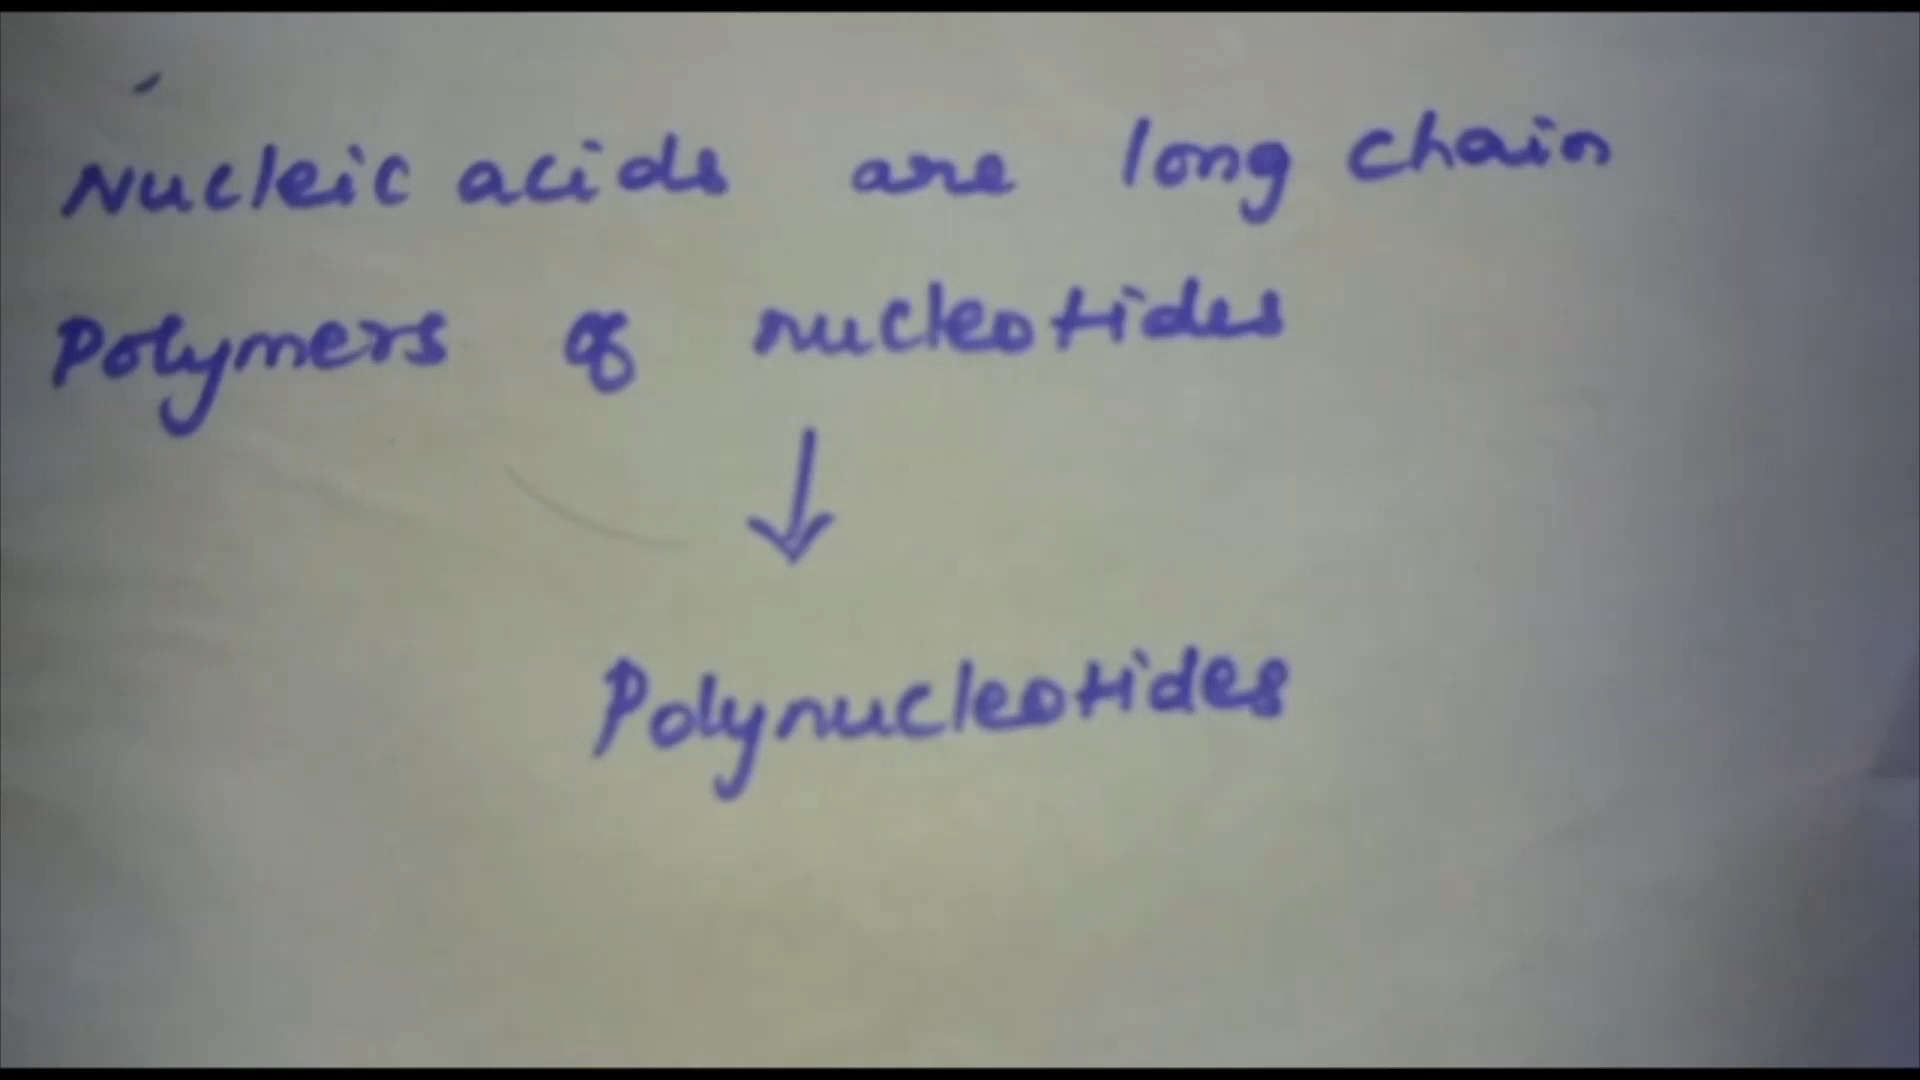 Nucleic acids are long chain
Polymers of nucleotides
Polynucleotides